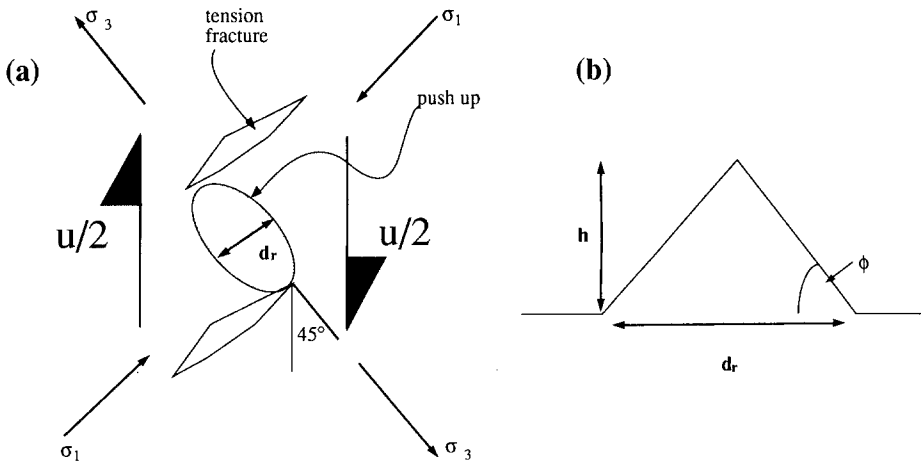 (a)
σ 3
tension
fracture
σ1
push up
u/2
dr
u/2
45°
σ1
σ 3
(b)
h
ϕ
dr